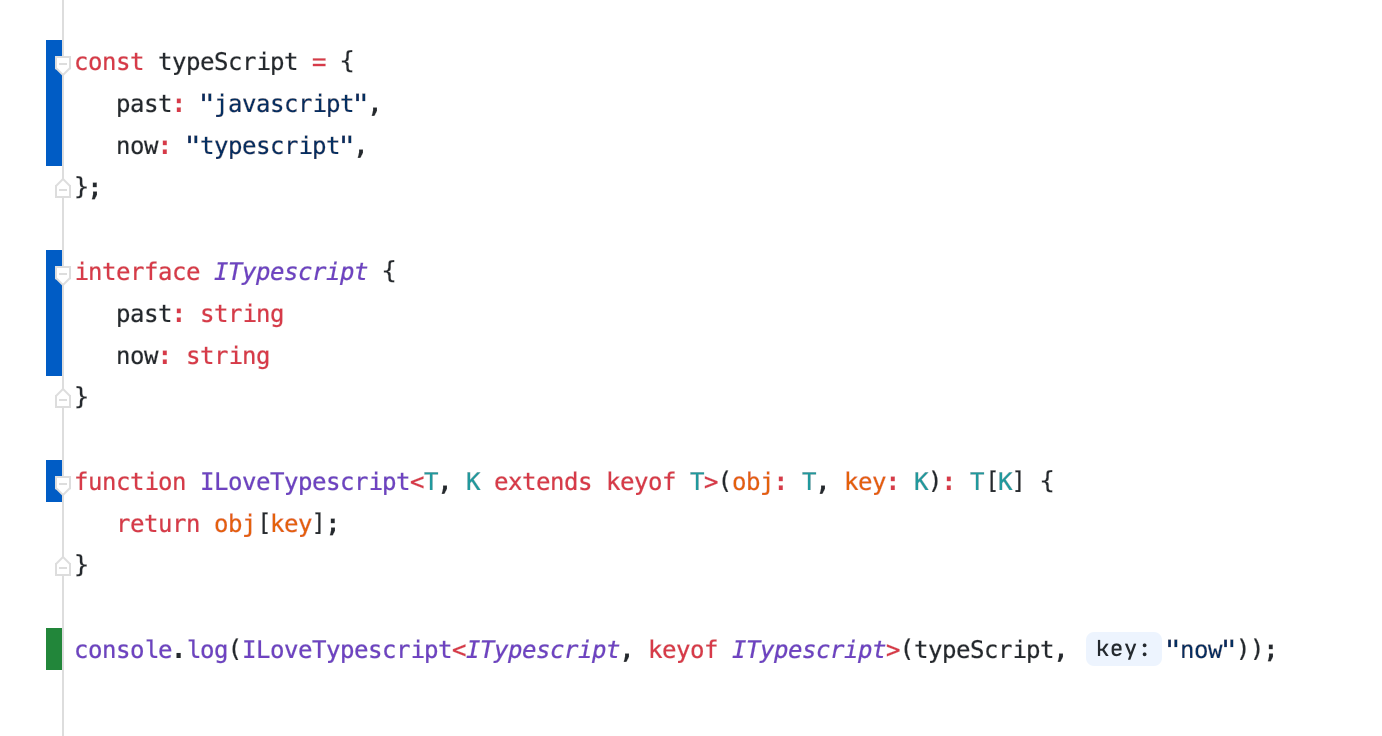 const typeScript = {
past: "javascript",
now: "typescript",
};
interface ITypescript {
past: string
now: string
}
function ILoveTypescript<T, K extends keyof T>(obj: T, key: K): T[K] {
return obj[key];
}
console.log(ILoveTypescript<ITypescript, keyof ITypescript>(typeScript, key: "now"));